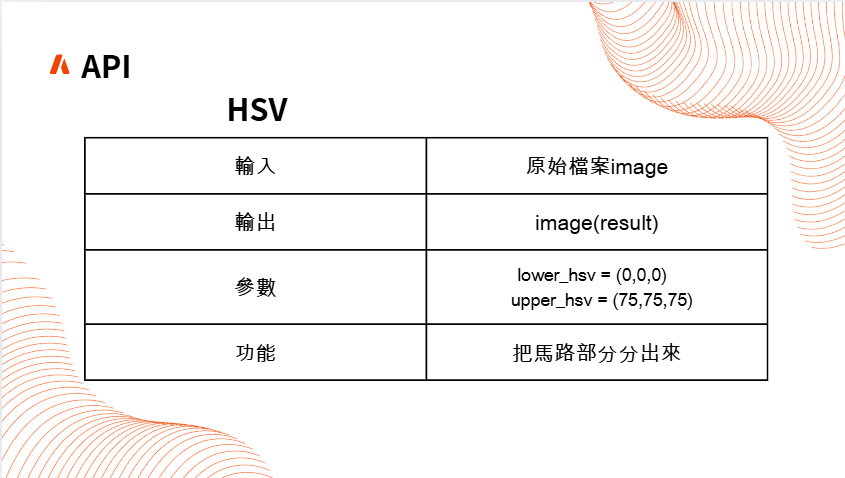 API
HSV
輸入
原始檔案image
輸出
image(result)
參數
lower_hsv = (0,0,0)
upper_hsv = (75,75,75)
功能
把馬路部分分出來